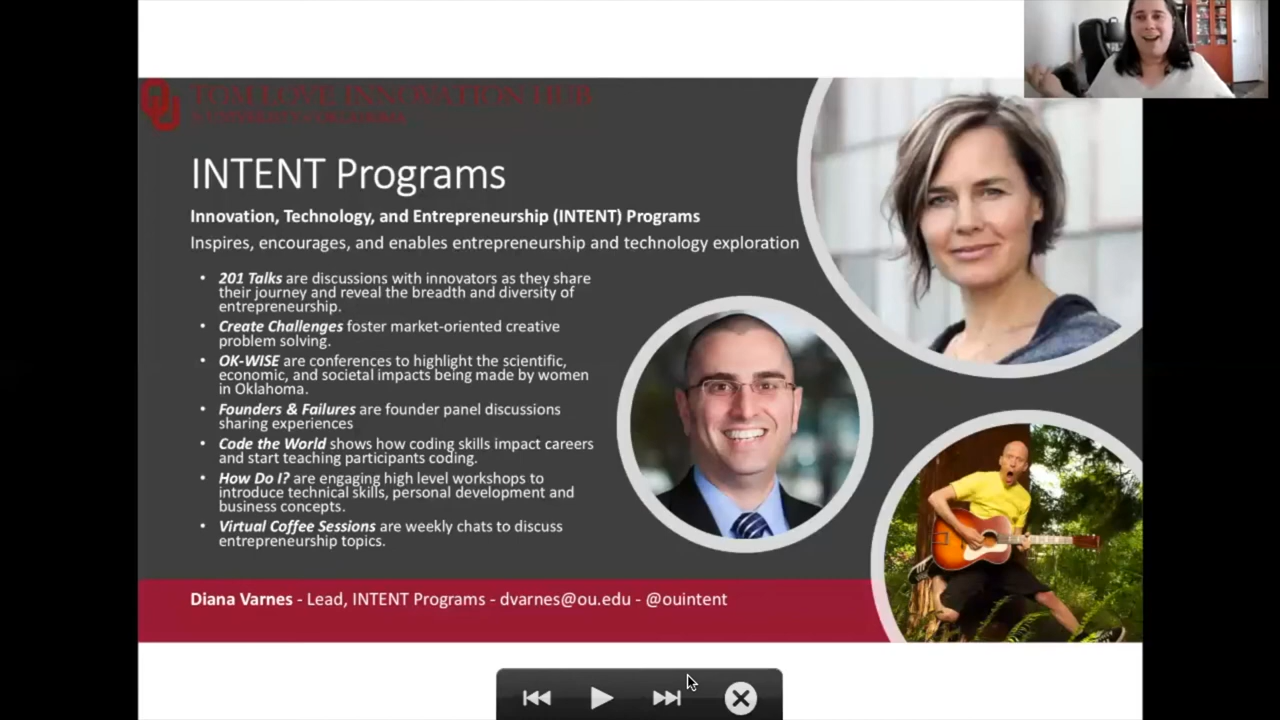 OU TOM LOVE INNOVATION HUB
INTENT Programs
Innovation, Technology, and Entrepreneurship (INTENT) Programs
Inspires, encourages, and enables entrepreneurship and technology exploration
• 201 Talks are discussions with innovators as they share
their journey and reveal the breadth and diversity of
entrepreneurship.
• Create Challenges foster market-oriented creative
problem solving.
• OK-WISE are conferences to highlight the scientific,
economic, and societal impacts being made by women
in Oklahoma.
• Founders & Failures are founder panel discussions
sharing experiences
• Code the World shows how coding skills impact careers
and start teaching participants coding.
• How Do I? are engaging high level workshops to
introduce technical skills, personal development and
business concepts.
• Virtual Coffee Sessions are weekly chats to discuss
entrepreneurship topics.
Diana Varnes - Lead, INTENT Programs - dvarnes@ou.edu - @ouintent